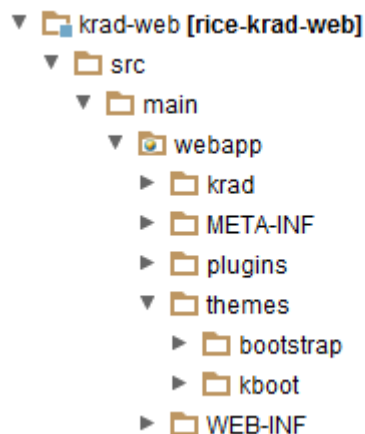 krad-web [rice-krad-web]
src
main
webapp
krad
META-INF
plugins
themes
bootstrap
kboot
WEB-INF